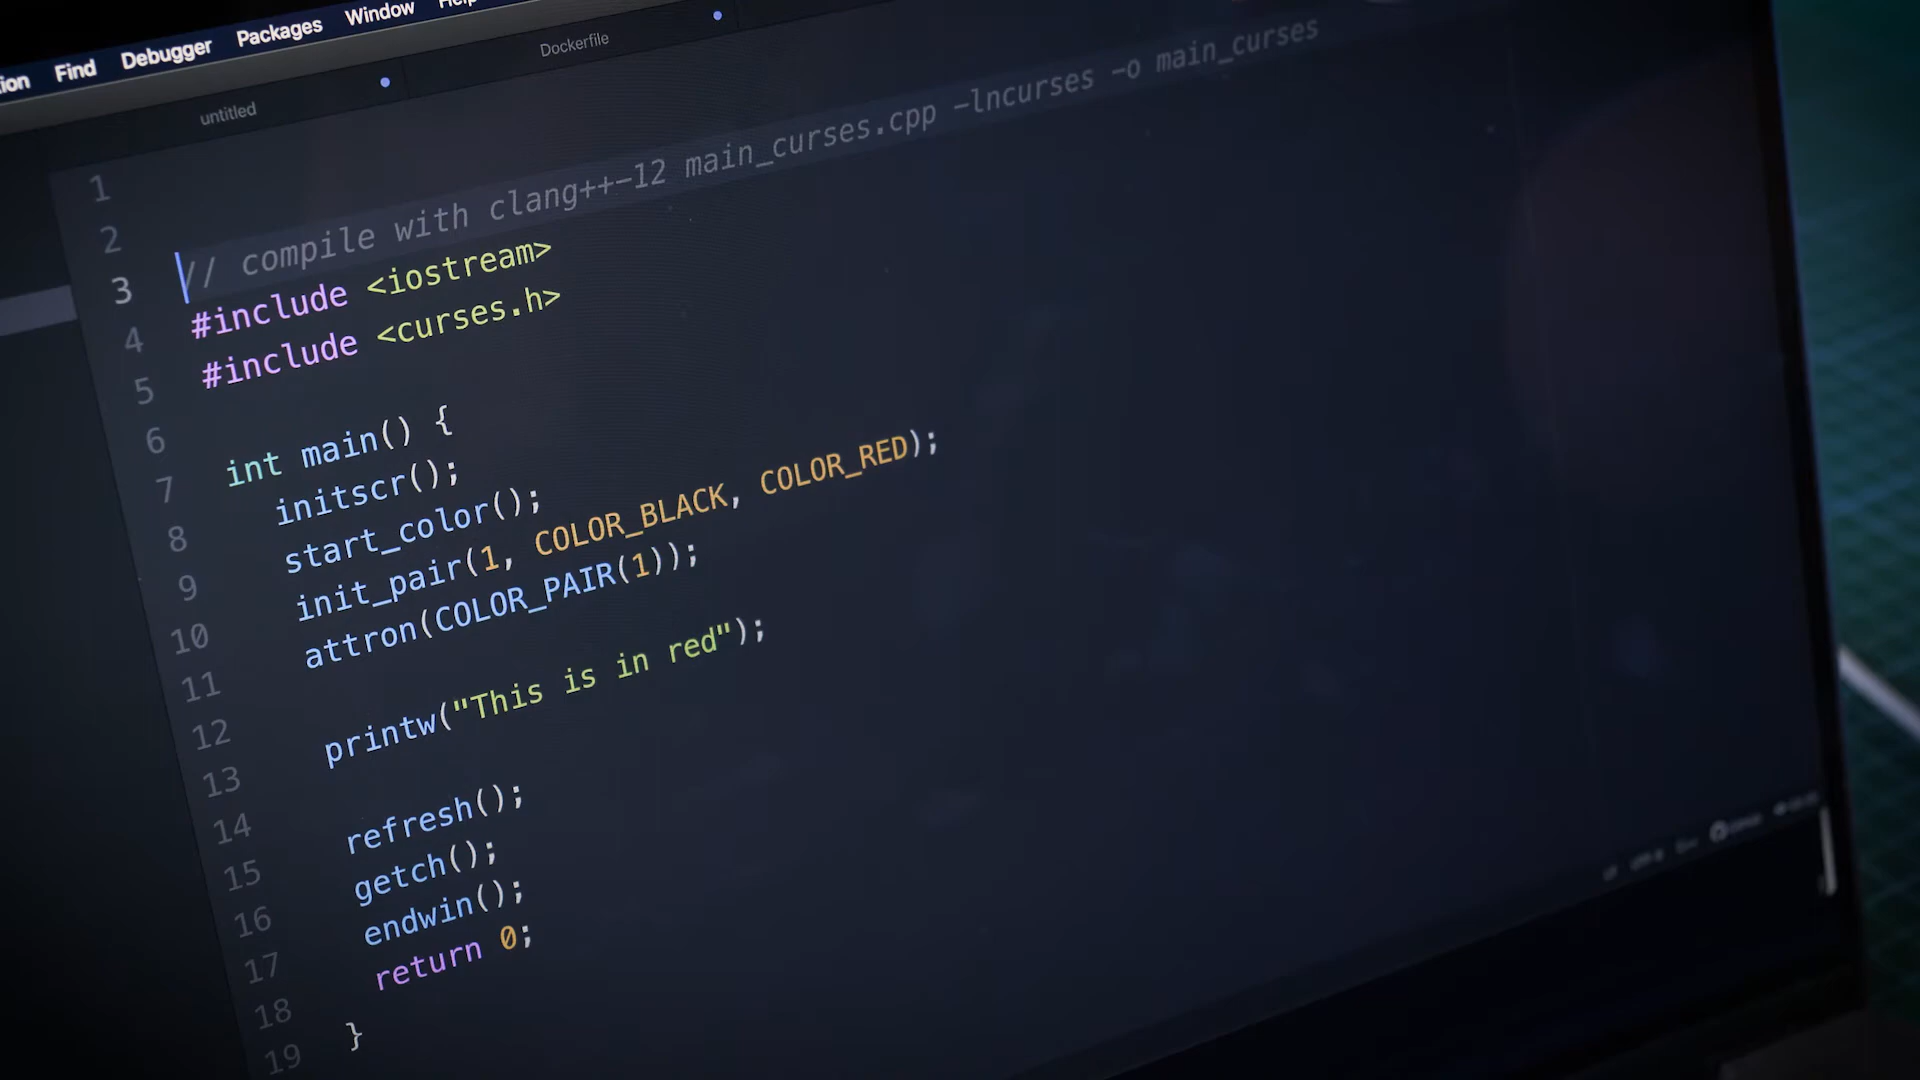 Find Debugger Packages Window
untitled
Dockerfile
1
2
3 // compile with clang++-12 main_curses.cpp -lncurses -o main_curses
4 #include <iostream>
5 #include <curses.h>
6
7 int main() {
8 initscr();
9 start_color();
10 init_pair(1, COLOR_BLACK, COLOR_RED);
11 attron(COLOR_PAIR(1));
12
13 printw("This is in red");
14
15 refresh();
16 getch();
17 endwin();
18 return 0;
19 }